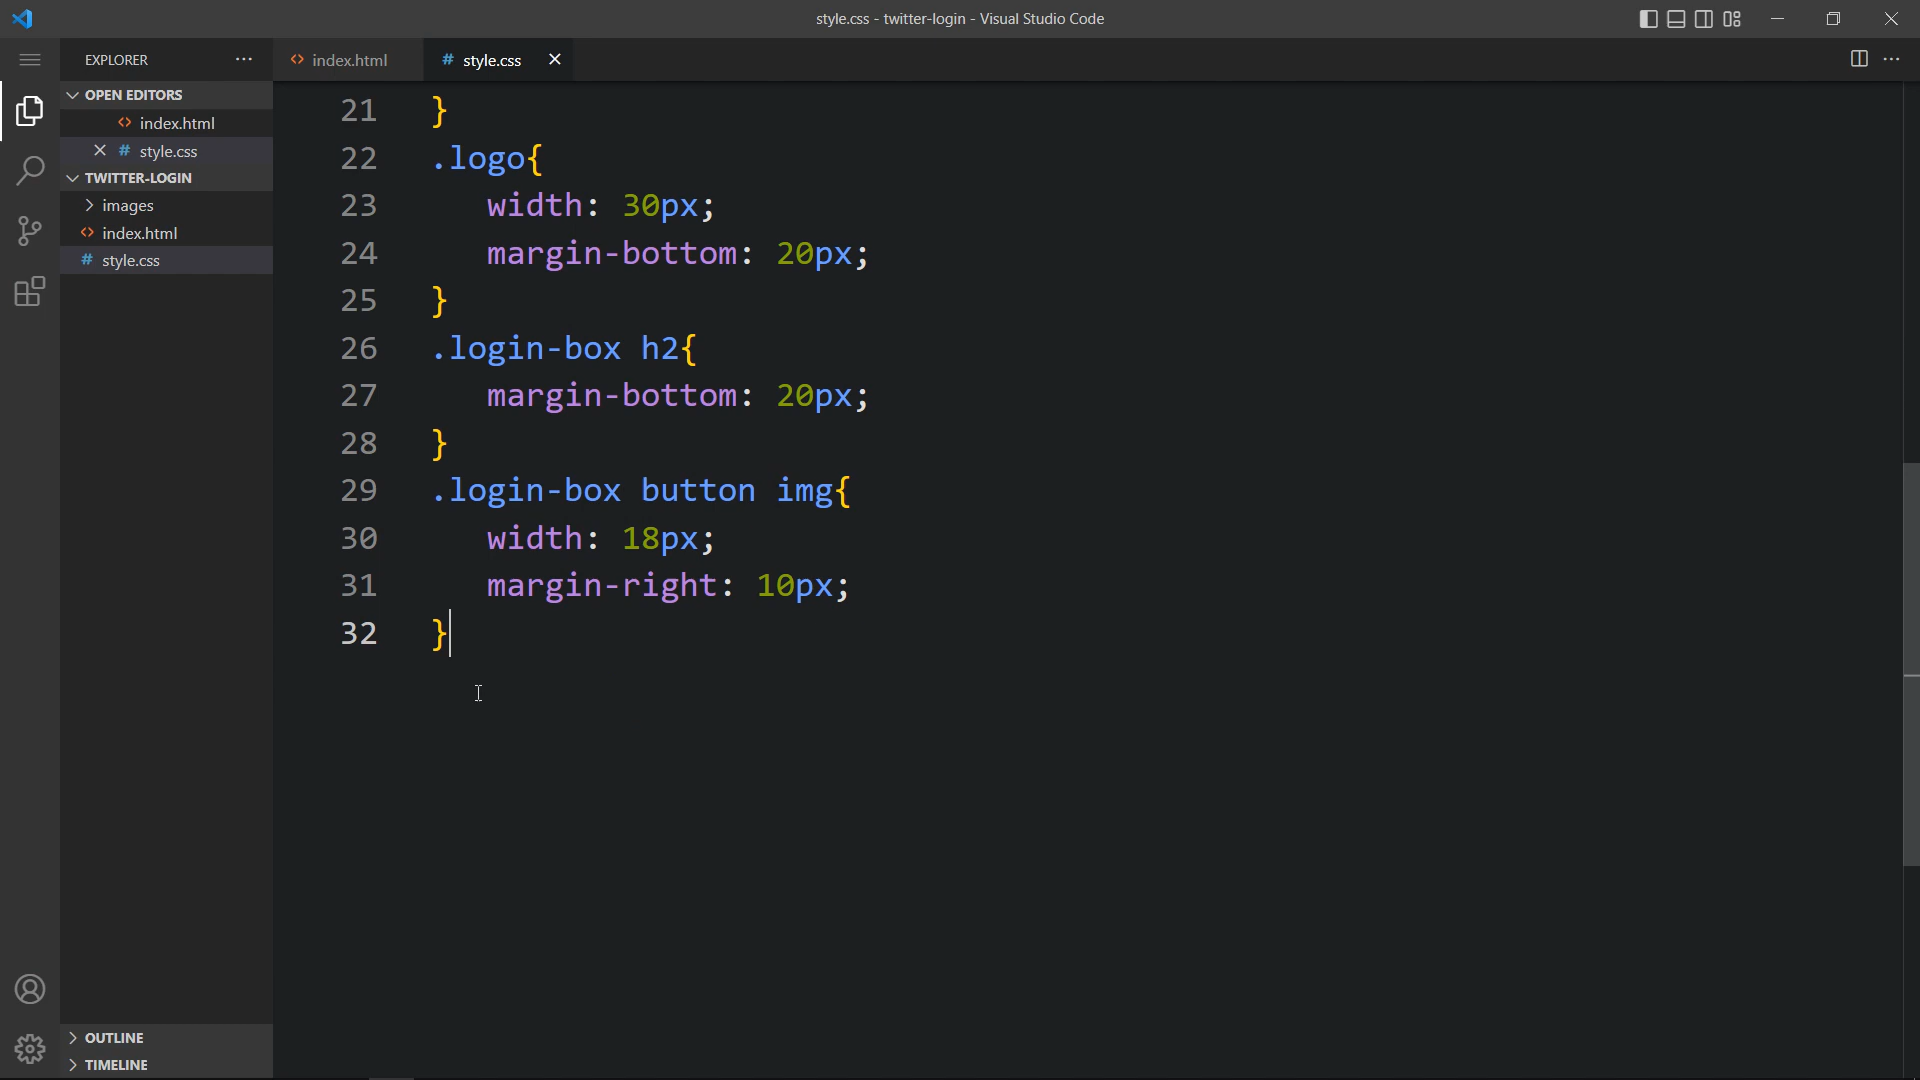 style.css - twitter-login - Visual Studio Code
EXPLORER
OPEN EDITORS
index.html
style.css
TWITTER-LOGIN
images
index.html
style.css
OUTLINE
TIMELINE
index.html
style.css
21 }
22 .logo{
23 width: 30px;
24 margin-bottom: 20px;
25 }
26 .login-box h2{
27 margin-bottom: 20px;
28 }
29 .login-box button img{
30 width: 18px;
31 margin-right: 10px;
32 }